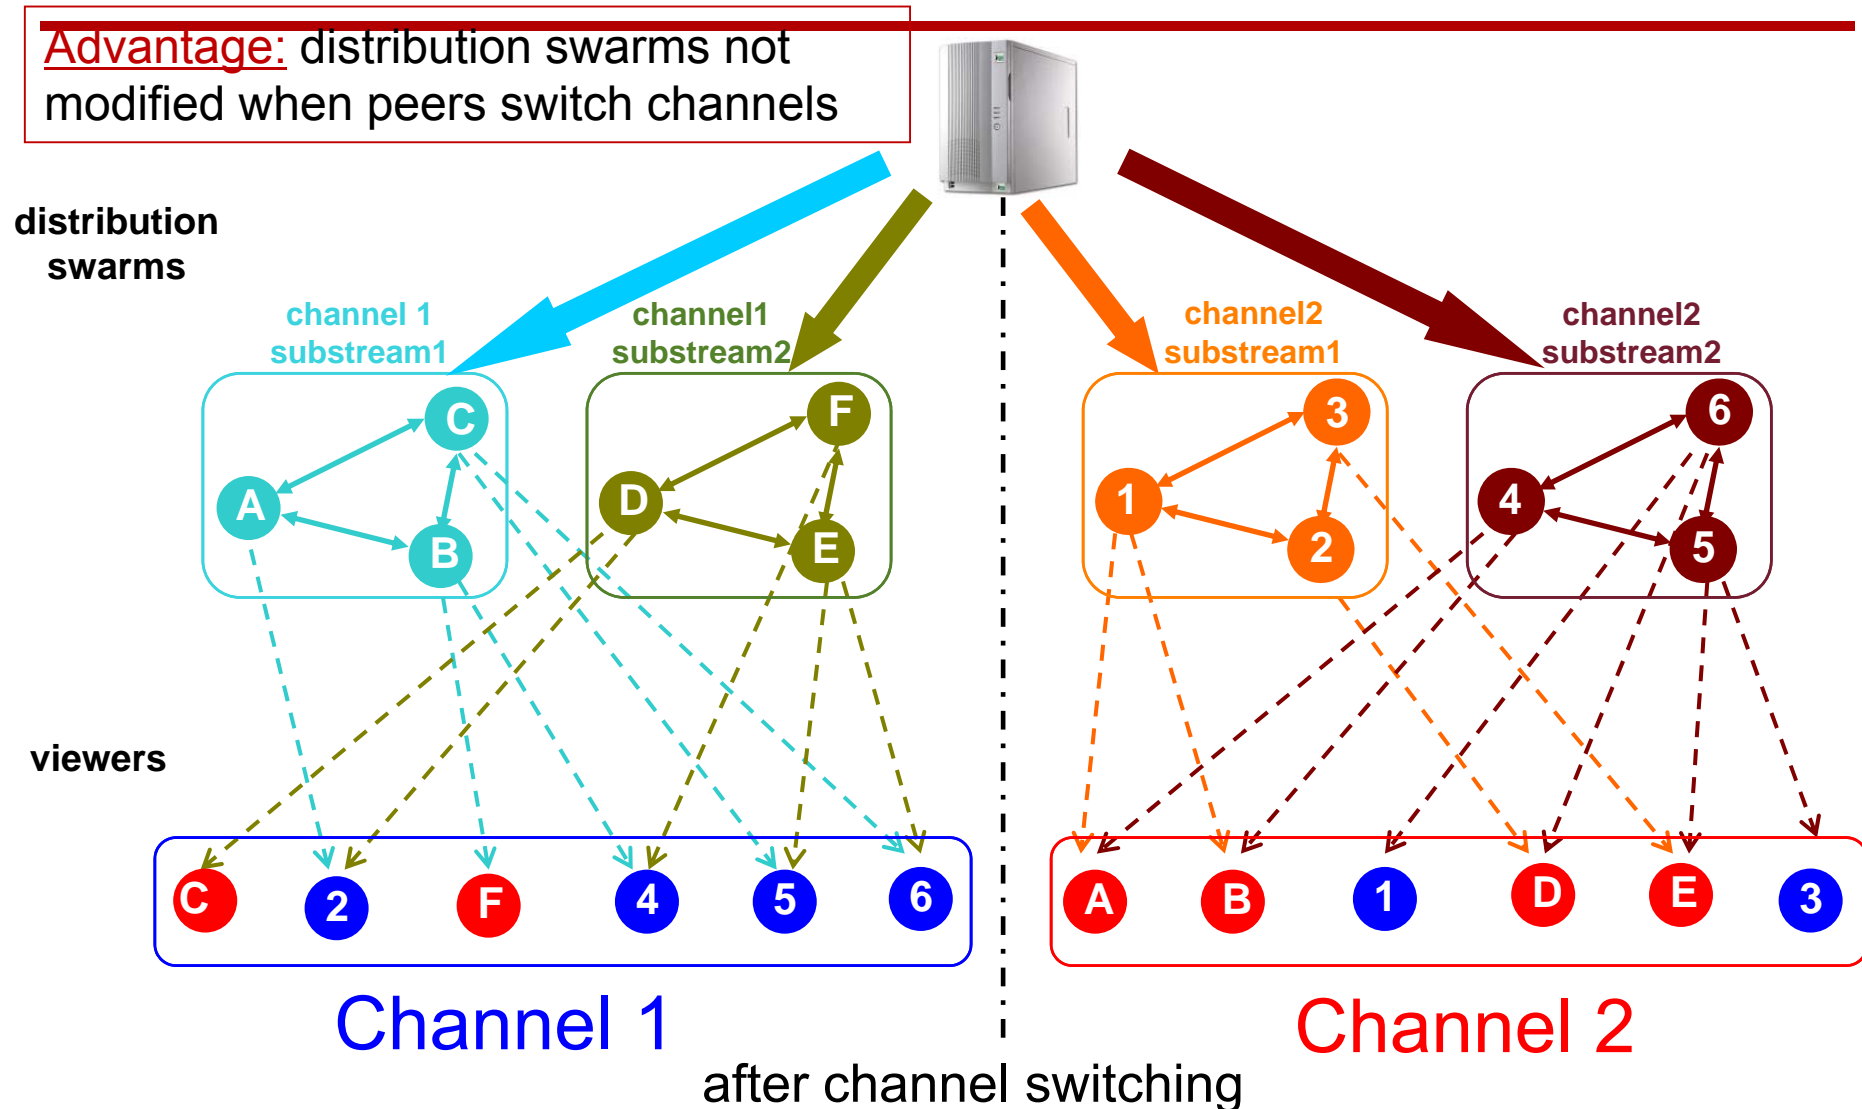 Advantage: distribution swarms not
modified when peers switch channels
distribution
swarms
channel 1
substream1
channel1
substream2
channel2
substream1
channel2
substream2
C
A
B
F
D
E
3
1
2
6
4
5
viewers
C 2 F 4 5 6
A B 1 D E 3
Channel 1
Channel 2
after channel switching